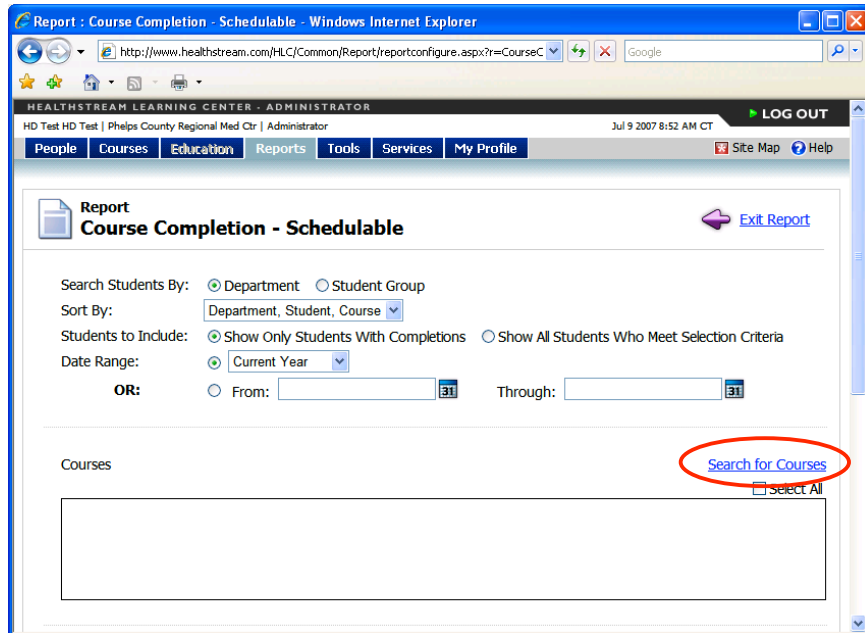 Report : Course Completion - Schedulable - Windows Internet Explorer
http://www.healthstream.com/HLC/Common/Report/reportconfigure.aspx?r=CourseC
Google
HEALTHSTREAM LEARNING CENTER - ADMINISTRATOR
LOG OUT
HD Test HD Test | Phelps County Regional Med Ctr | Administrator
Jul 9 2007 8:52 AM CT
People Courses Education Reports Tools Services My Profile Site Map Help
Report
Course Completion - Schedulable
Exit Report
Search Students By: Department Student Group
Sort By: Department, Student, Course
Students to Include: Show Only Students With Completions Show All Students Who Meet Selection Criteria
Date Range: Current Year
OR: From: 31 Through: 31
Courses Search for Courses
Select All